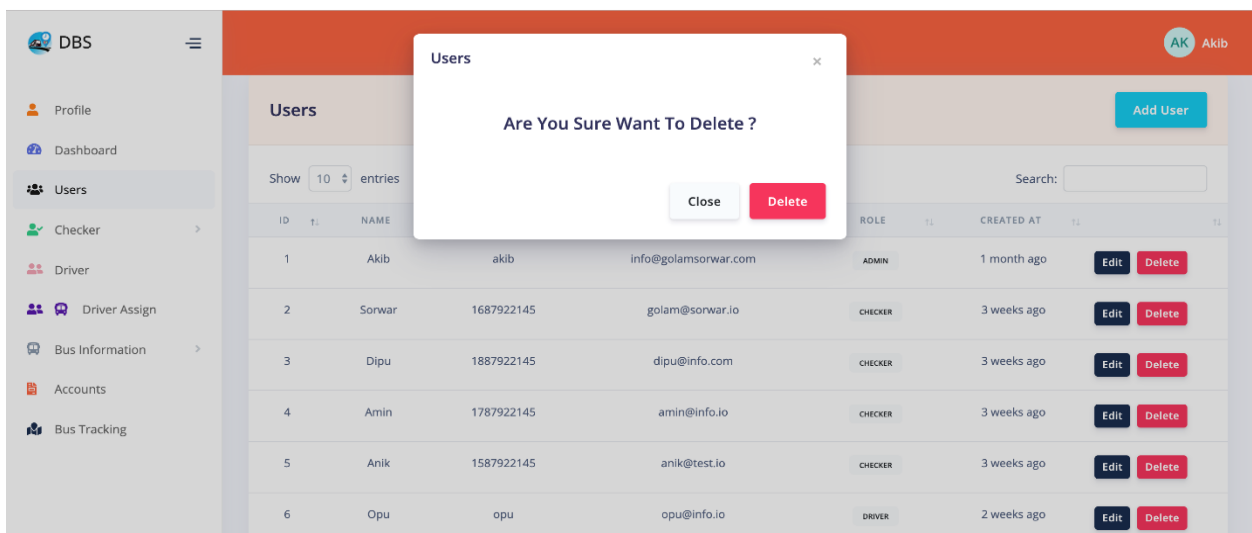 DBS
AK Akib
Profile
Dashboard
Users
Checker
Driver
Driver Assign
Bus Information
Accounts
Bus Tracking
Users
×
Are You Sure Want To Delete ?
Close Delete
Users
Add User
Show 10 entries
Search:
ID NAME ROLE CREATED AT
1 Akib akib info@golamsorwar.com ADMIN 1 month ago Edit Delete
2 Sorwar 1687922145 golam@sorwar.io CHECKER 3 weeks ago Edit Delete
3 Dipu 1887922145 dipu@info.com CHECKER 3 weeks ago Edit Delete
4 Amin 1787922145 amin@info.io CHECKER 3 weeks ago Edit Delete
5 Anik 1587922145 anik@test.io CHECKER 3 weeks ago Edit Delete
6 Opu opu opu@info.io DRIVER 2 weeks ago Edit Delete